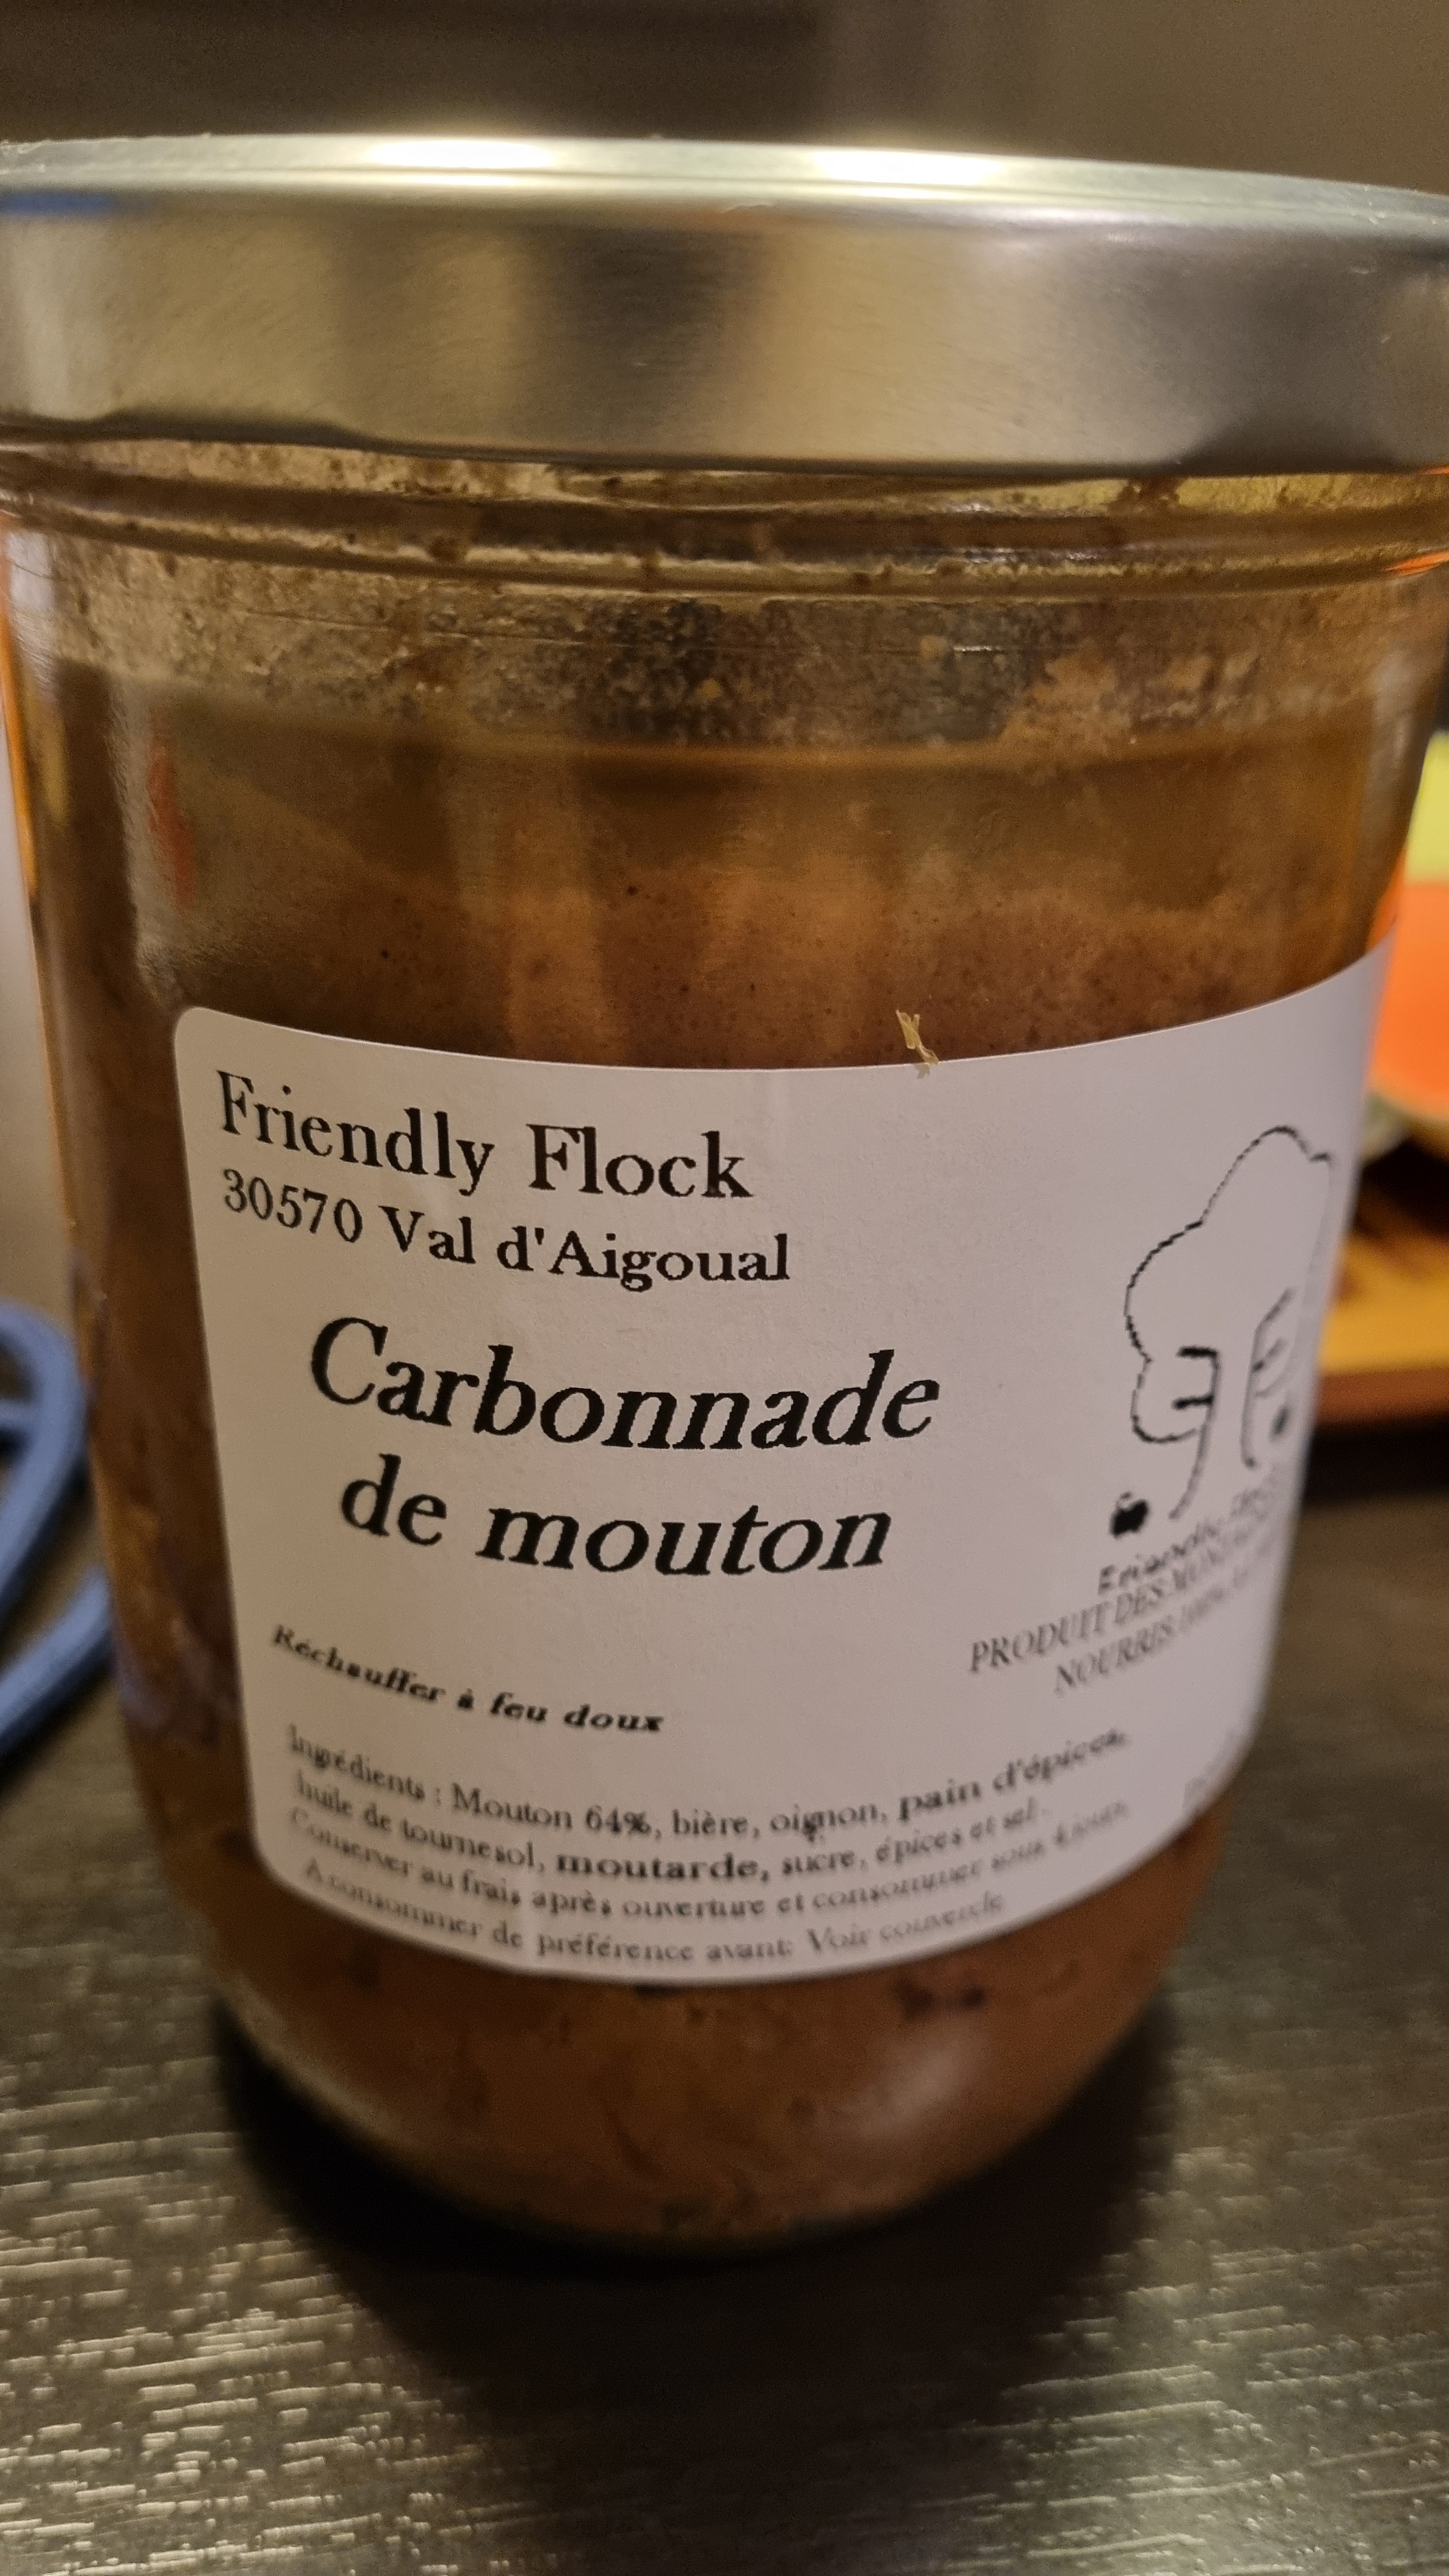 Friendly Flock
30570 Val d'Aigoual
Carbonnade
de mouton
PRODUIT DES
NOURRIS
Réchauffer à feu doux
Ingrédients : Mouton 64%, bière, oignon, pain d'épices,
huile de tournesol, moutarde, sucre, épices et sel.
Conserver au frais après ouverture et consommer sous 4 jours.
A consommer de préférence avant: Voir couvercle